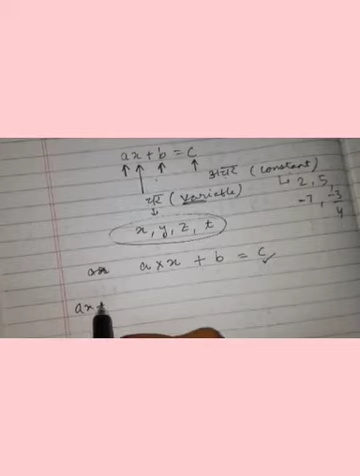 ax + b = c
अचर (constant)
↳ 2, 5,
-7, -3/4
चर (variable)
x, y, z, t
a × x + b = c
ax